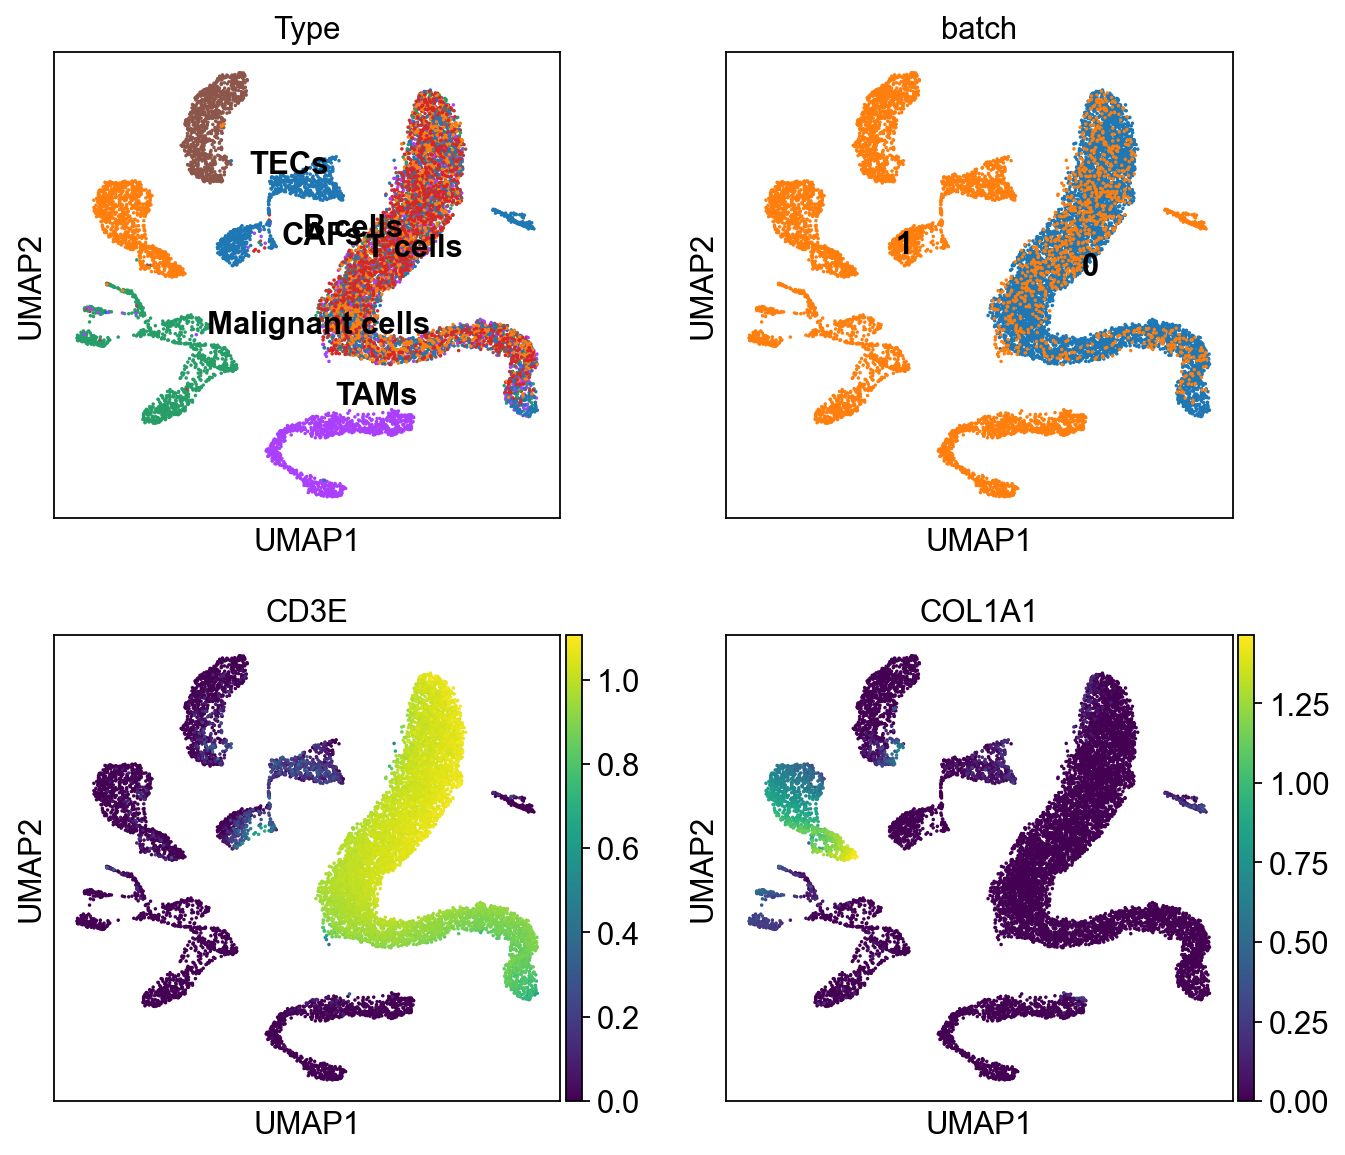 Type
batch
TECs
B cells
CAFs
T cells
Malignant cells
TAMs
UMAP2
UMAP1
1
0
UMAP2
UMAP1
CD3E
COL1A1
UMAP2
UMAP1
1.0
0.8
0.6
0.4
0.2
0.0
UMAP2
UMAP1
1.25
1.00
0.75
0.50
0.25
0.00